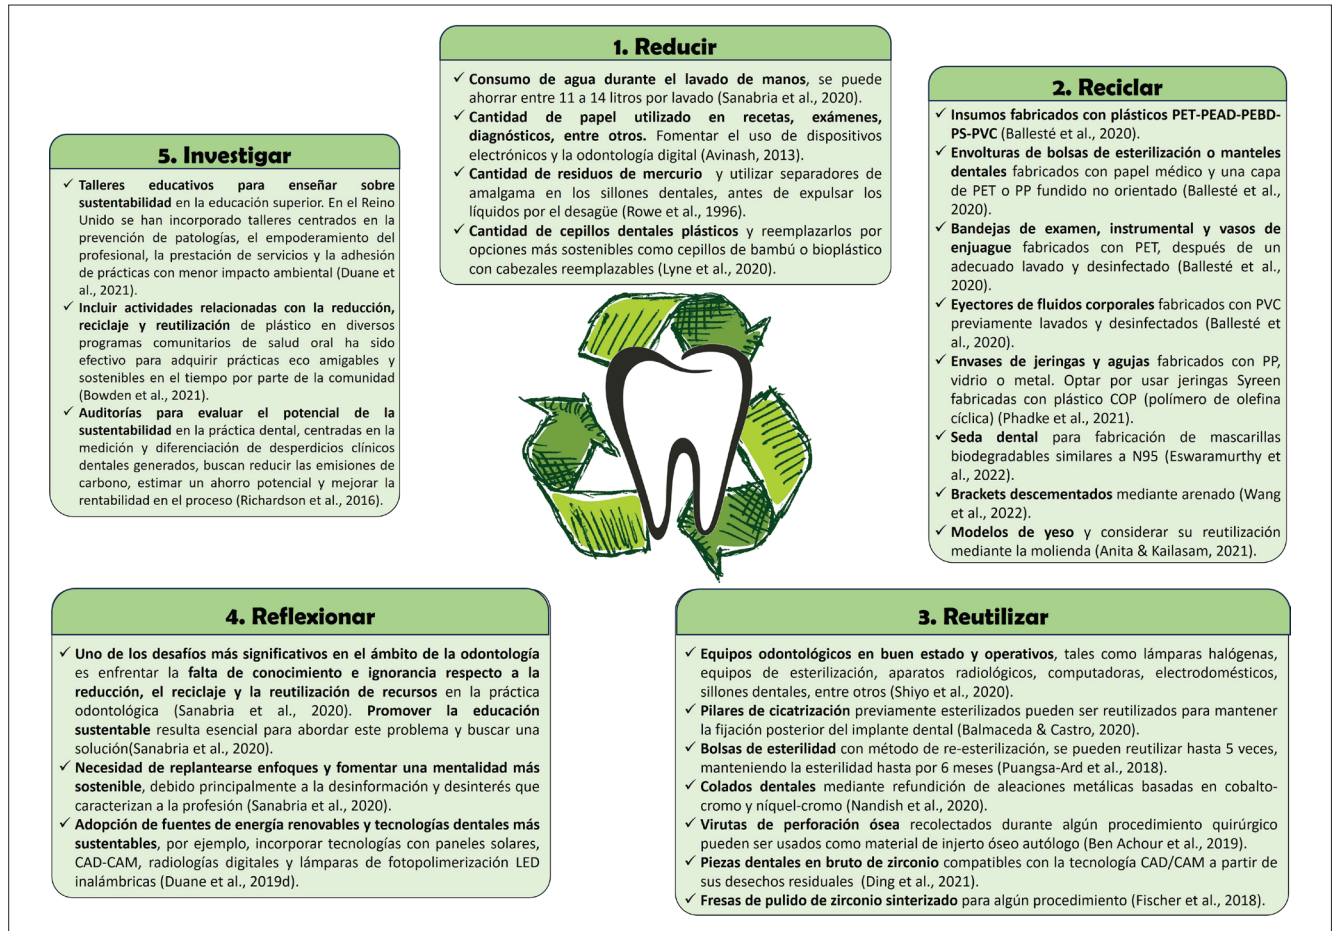 1. Reducir
✓ Consumo de agua durante el lavado de manos, se puede
ahorrar entre 11 a 14 litros por lavado (Sanabria et al., 2020).
✓ Cantidad de papel utilizado en recetas, exámenes,
diagnósticos, entre otros. Fomentar el uso de dispositivos
electrónicos y la odontología digital (Avinash, 2013).
✓ Cantidad de residuos de mercurio y utilizar separadores de
amalgama en los sillones dentales, antes de expulsar los
líquidos por el desagüe (Rowe et al., 1996).
✓ Cantidad de cepillos dentales plásticos y reemplazarlos por
opciones más sostenibles como cepillos de bambú o bioplástico
con cabezales reemplazables (Lyne et al., 2020).
2. Reciclar
✓ Insumos fabricados con plásticos PET-PEAD-PEBD-
PS-PVC (Ballesté et al., 2020).
✓ Envolturas de bolsas de esterilización o manteles
dentales fabricados con papel médico y una capa
de PET o PP fundido no orientado (Ballesté et al.,
2020).
✓ Bandejas de examen, instrumental y vasos de
enjuague fabricados con PET, después de un
adecuado lavado y desinfectado (Ballesté et al.,
2020).
✓ Eyectores de fluidos corporales fabricados con PVC
previamente lavados y desinfectados (Ballesté et
al., 2020).
✓ Envases de jeringas y agujas fabricados con PP,
vidrio o metal. Optar por usar jeringas Syreen
fabricadas con plástico COP (polímero de olefina
cíclica) (Phadke et al., 2021).
✓ Seda dental para fabricación de mascarillas
biodegradables similares a N95 (Eswaramurthy et
al., 2022).
✓ Brackets descementados mediante arenado (Wang
et al., 2022).
✓ Modelos de yeso y considerar su reutilización
mediante la molienda (Anita & Kailasam, 2021).
3. Reutilizar
✓ Equipos odontológicos en buen estado y operativos, tales como lámparas halógenas,
equipos de esterilización, aparatos radiológicos, computadoras, electrodomésticos,
sillones dentales, entre otros (Shiyo et al., 2020).
✓ Pilares de cicatrización previamente esterilizados pueden ser reutilizados para mantener
la fijación posterior del implante dental (Balmaceda & Castro, 2020).
✓ Bolsas de esterilidad con método de re-esterilización, se pueden reutilizar hasta 5 veces,
manteniendo la esterilidad hasta por 6 meses (Puangsa-Ard et al., 2018).
✓ Colados dentales mediante refundición de aleaciones metálicas basadas en cobalto-
cromo y níquel-cromo (Nandish et al., 2020).
✓ Virutas de perforación ósea recolectados durante algún procedimiento quirúrgico
pueden ser usados como material de injerto óseo autólogo (Ben Achour et al., 2019).
✓ Piezas dentales en bruto de zirconio compatibles con la tecnología CAD/CAM a partir de
sus desechos residuales (Ding et al., 2021).
✓ Fresas de pulido de zirconio sinterizado para algún procedimiento (Fischer et al., 2018).
4. Reflexionar
✓ Uno de los desafíos más significativos en el ámbito de la odontología
es enfrentar la falta de conocimiento e ignorancia respecto a la
reducción, el reciclaje y la reutilización de recursos en la práctica
odontológica (Sanabria et al., 2020). Promover la educación
sustentable resulta esencial para abordar este problema y buscar una
solución(Sanabria et al., 2020).
✓ Necesidad de replantearse enfoques y fomentar una mentalidad más
sostenible, debido principalmente a la desinformación y desinterés que
caracterizan a la profesión (Sanabria et al., 2020).
✓ Adopción de fuentes de energía renovables y tecnologías dentales más
sustentables, por ejemplo, incorporar tecnologías con paneles solares,
CAD-CAM, radiologías digitales y lámparas de fotopolimerización LED
inalámbricas (Duane et al., 2019d).
5. Investigar
✓ Talleres educativos para enseñar sobre
sustentabilidad en la educación superior. En el Reino
Unido se han incorporado talleres centrados en la
prevención de patologías, el empoderamiento del
profesional, la prestación de servicios y la adhesión
de prácticas con menor impacto ambiental (Duane et
al., 2021).
✓ Incluir actividades relacionadas con la reducción,
reciclaje y reutilización de plástico en diversos
programas comunitarios de salud oral ha sido
efectivo para adquirir prácticas eco amigables y
sostenibles en el tiempo por parte de la comunidad
(Bowden et al., 2021).
✓ Auditorías para evaluar el potencial de la
sustentabilidad en la práctica dental, centradas en la
medición y diferenciación de desperdicios clínicos
dentales generados, buscan reducir las emisiones de
carbono, estimar un ahorro potencial y mejorar la
rentabilidad en el proceso (Richardson et al., 2016).